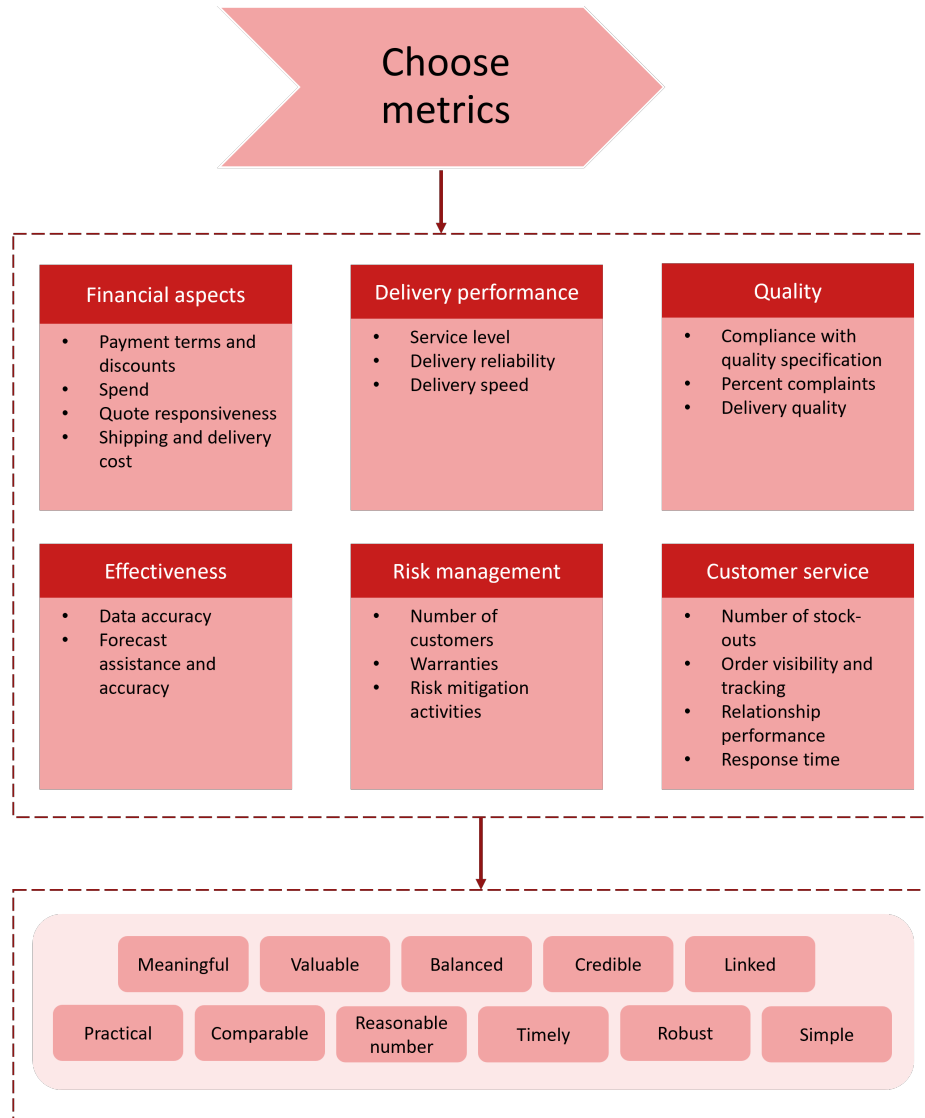 Choose
metrics
Financial aspects
• Payment terms and
discounts
• Spend
• Quote responsiveness
• Shipping and delivery
cost
Delivery performance
• Service level
• Delivery reliability
• Delivery speed
Quality
• Compliance with
quality specification
• Percent complaints
• Delivery quality
Effectiveness
• Data accuracy
• Forecast
assistance and
accuracy
Risk management
• Number of
customers
• Warranties
• Risk mitigation
activities
Customer service
• Number of stock-
outs
• Order visibility and
tracking
• Relationship
performance
• Response time
Meaningful
Valuable
Balanced
Credible
Linked
Practical
Comparable
Reasonable
number
Timely
Robust
Simple